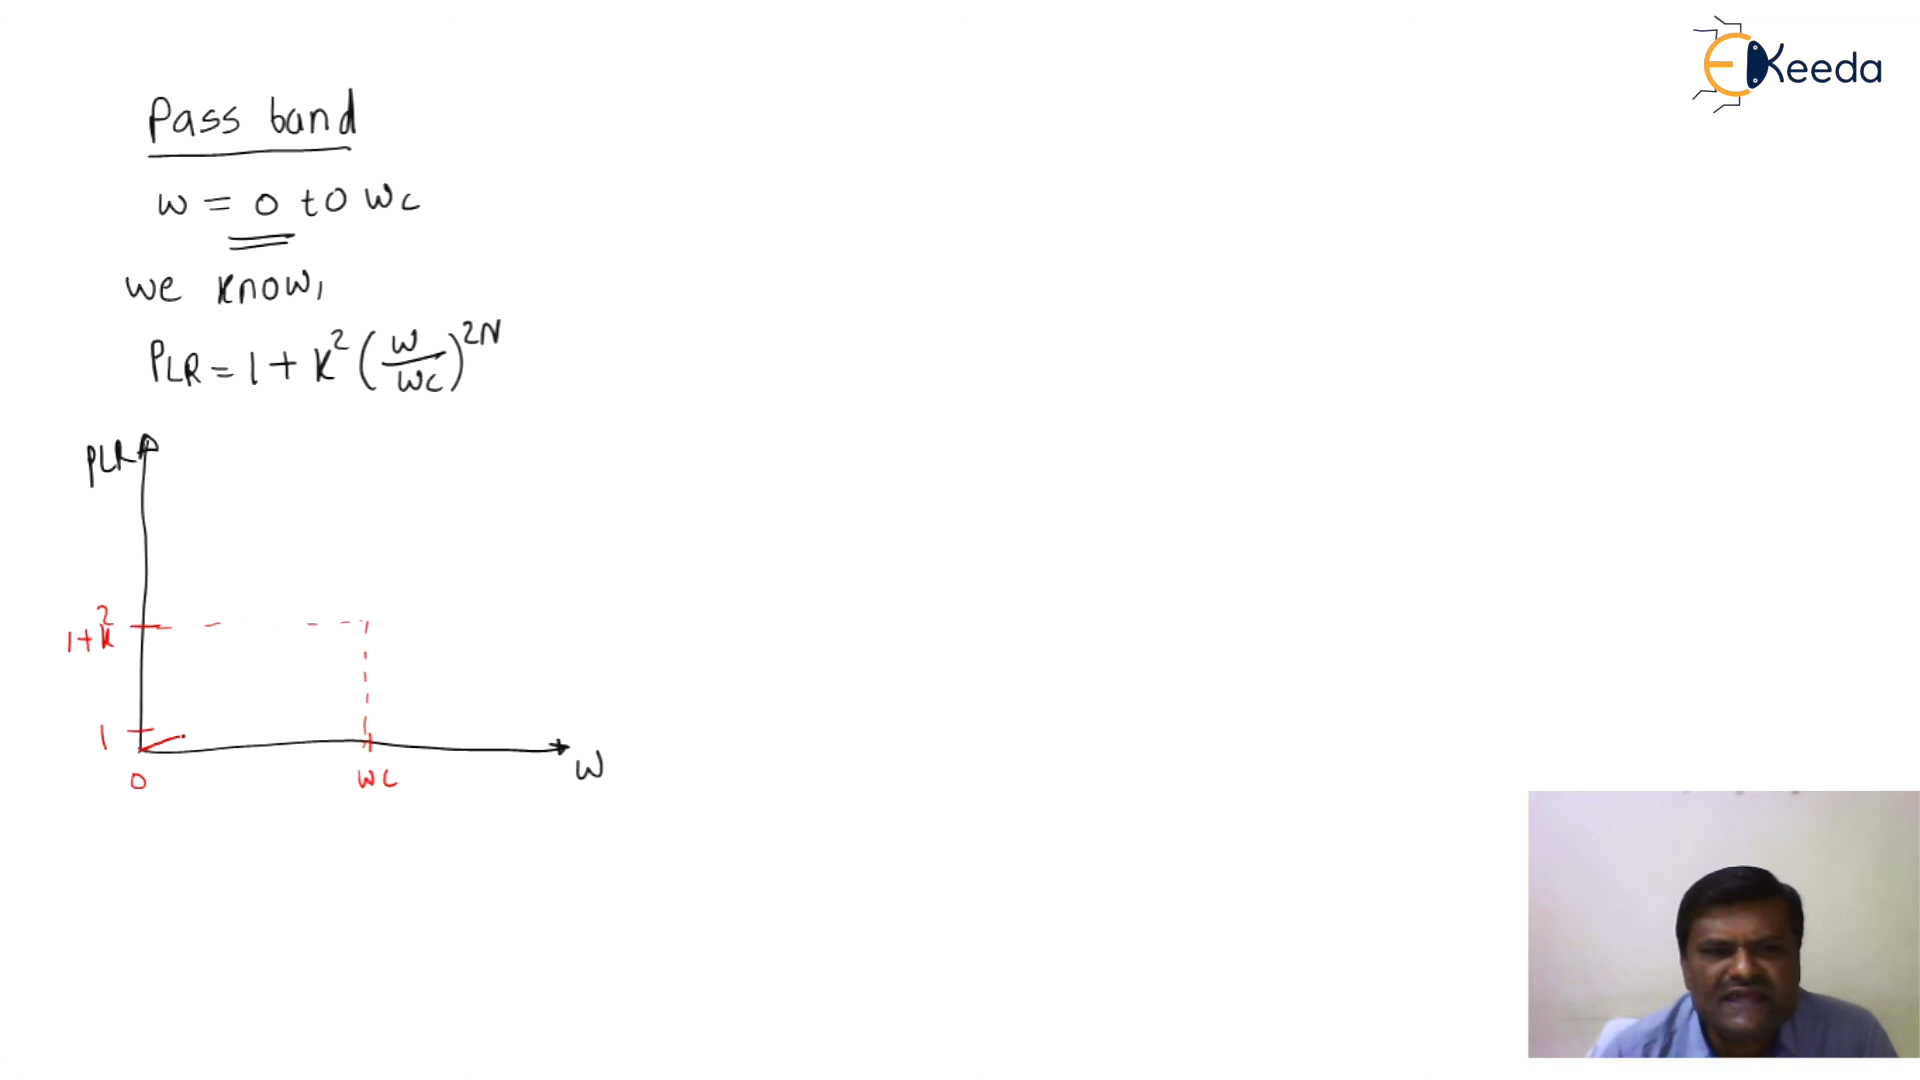 EKeeda
Pass band
w = 0 to wc
we know,
PLR = 1 + K² (w/wc)^2N
PLR
1+K²
1
0
wc
w